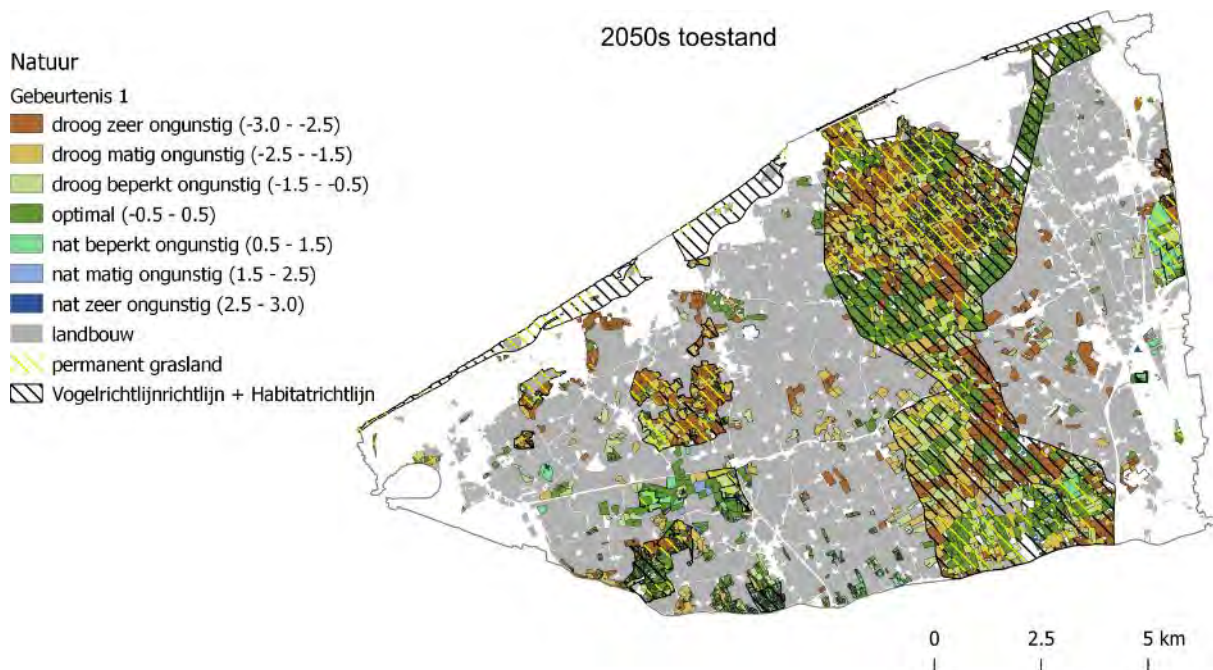 2050s toestand
Natuur
Gebeurtenis 1
droog zeer ongunstig (-3.0 - -2.5)
droog matig ongunstig (-2.5 - -1.5)
droog beperkt ongunstig (-1.5 - -0.5)
optimal (-0.5 - 0.5)
nat beperkt ongunstig (0.5 - 1.5)
nat matig ongunstig (1.5 - 2.5)
nat zeer ongunstig (2.5 - 3.0)
landbouw
permanent grasland
Vogelrichtlijnrichtlijn + Habitatrichtlijn
0 2.5 5 km